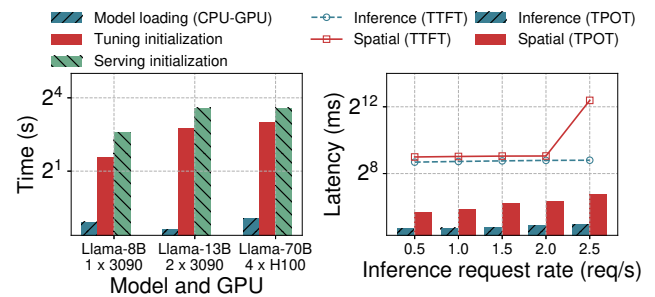 Model loading (CPU-GPU)
Tuning initialization
Serving initialization
2^4
2^1
Time (s)
Llama-8B
1 x 3090
Llama-13B
2 x 3090
Llama-70B
4 x H100
Model and GPU
Inference (TTFT)
Spatial (TTFT)
Inference (TPOT)
Spatial (TPOT)
2^12
2^8
Latency (ms)
0.5 1.0 1.5 2.0 2.5
Inference request rate (req/s)